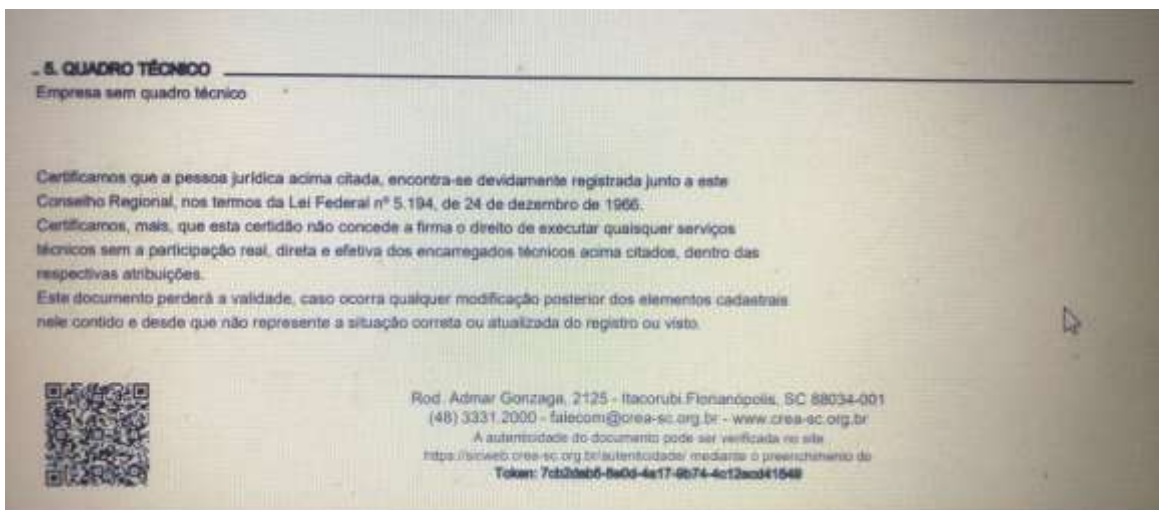 5. QUADRO TÉCNICO
Empresa sem quadro técnico
Certificamos que a pessoa jurídica acima citada, encontra-se devidamente registrada junto a este
Conselho Regional, nos termos da Lei Federal nº 5.194, de 24 de dezembro de 1966.
Certificamos, mais, que esta certidão não concede a firma o direito de executar quaisquer serviços
técnicos sem a participação real, direta e efetiva dos encarregados técnicos acima citados, dentro das
respectivas atribuições.
Este documento perderá a validade, caso ocorra qualquer modificação posterior dos elementos cadastrais
nele contido e desde que não represente a situação correta ou atualizada do registro ou visto.
Rod. Admar Gonzaga, 2125 - Itacorubi Florianópolis, SC 88034-001
(48) 3331.2000 - falecom@crea-sc.org.br - www.crea-sc.org.br
A autenticidade do documento pode ser verificada no site
mediante o preenchimento do
Token: